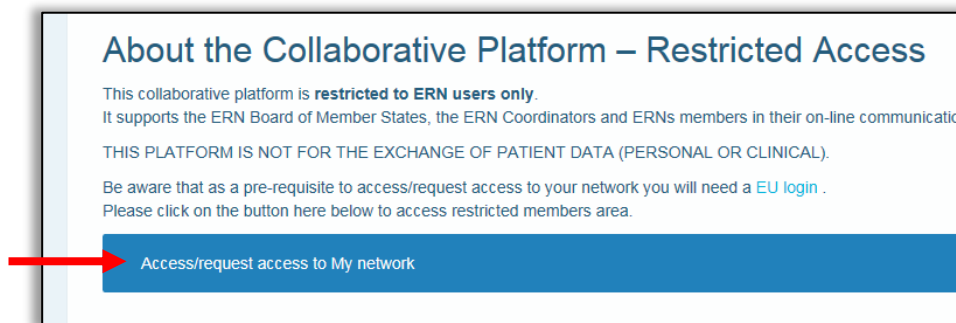 About the Collaborative Platform – Restricted Access
This collaborative platform is restricted to ERN users only.
It supports the ERN Board of Member States, the ERN Coordinators and ERNs members in their on-line
THIS PLATFORM IS NOT FOR THE EXCHANGE OF PATIENT DATA (PERSONAL OR CLINICAL).
Be aware that as a pre-requisite to access/request access to your network you will need a EU login .
Please click on the button here below to access restricted members area.
Access/request access to My network